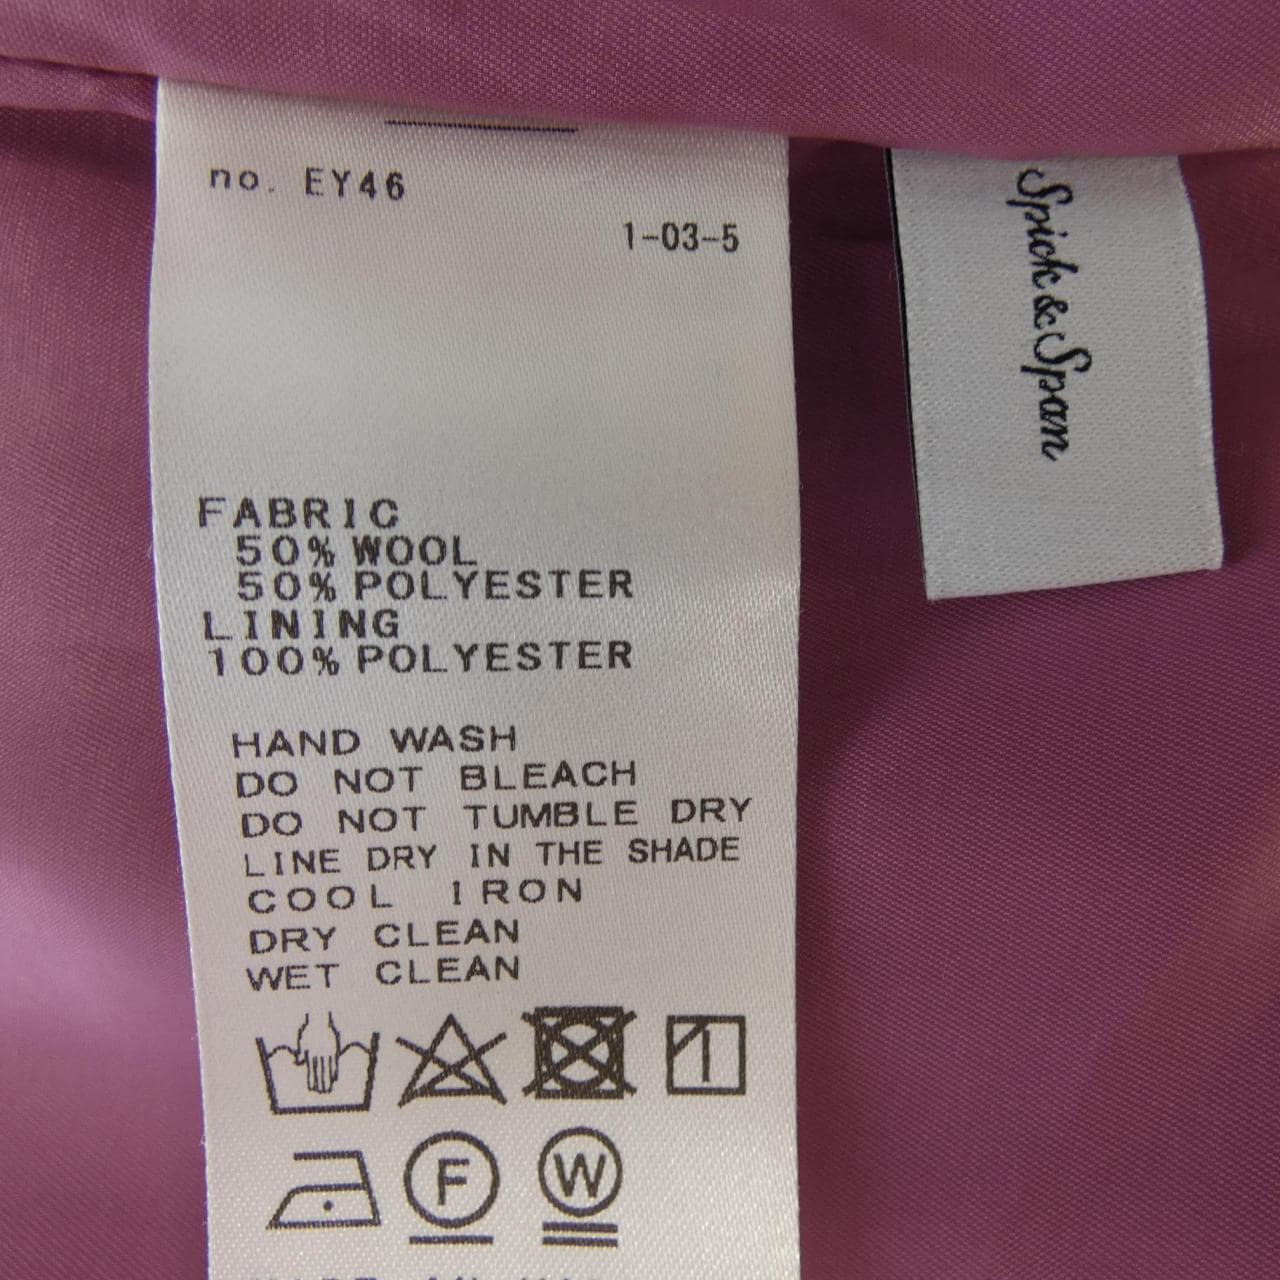 no. EY46
1-03-5
FABRIC
50% WOOL
50% POLYESTER
LINING
100% POLYESTER
HAND WASH
DO NOT BLEACH
DO NOT TUMBLE DRY
LINE DRY IN THE SHADE
COOL IRON
DRY CLEAN
WET CLEAN
F
W
Spick & Span